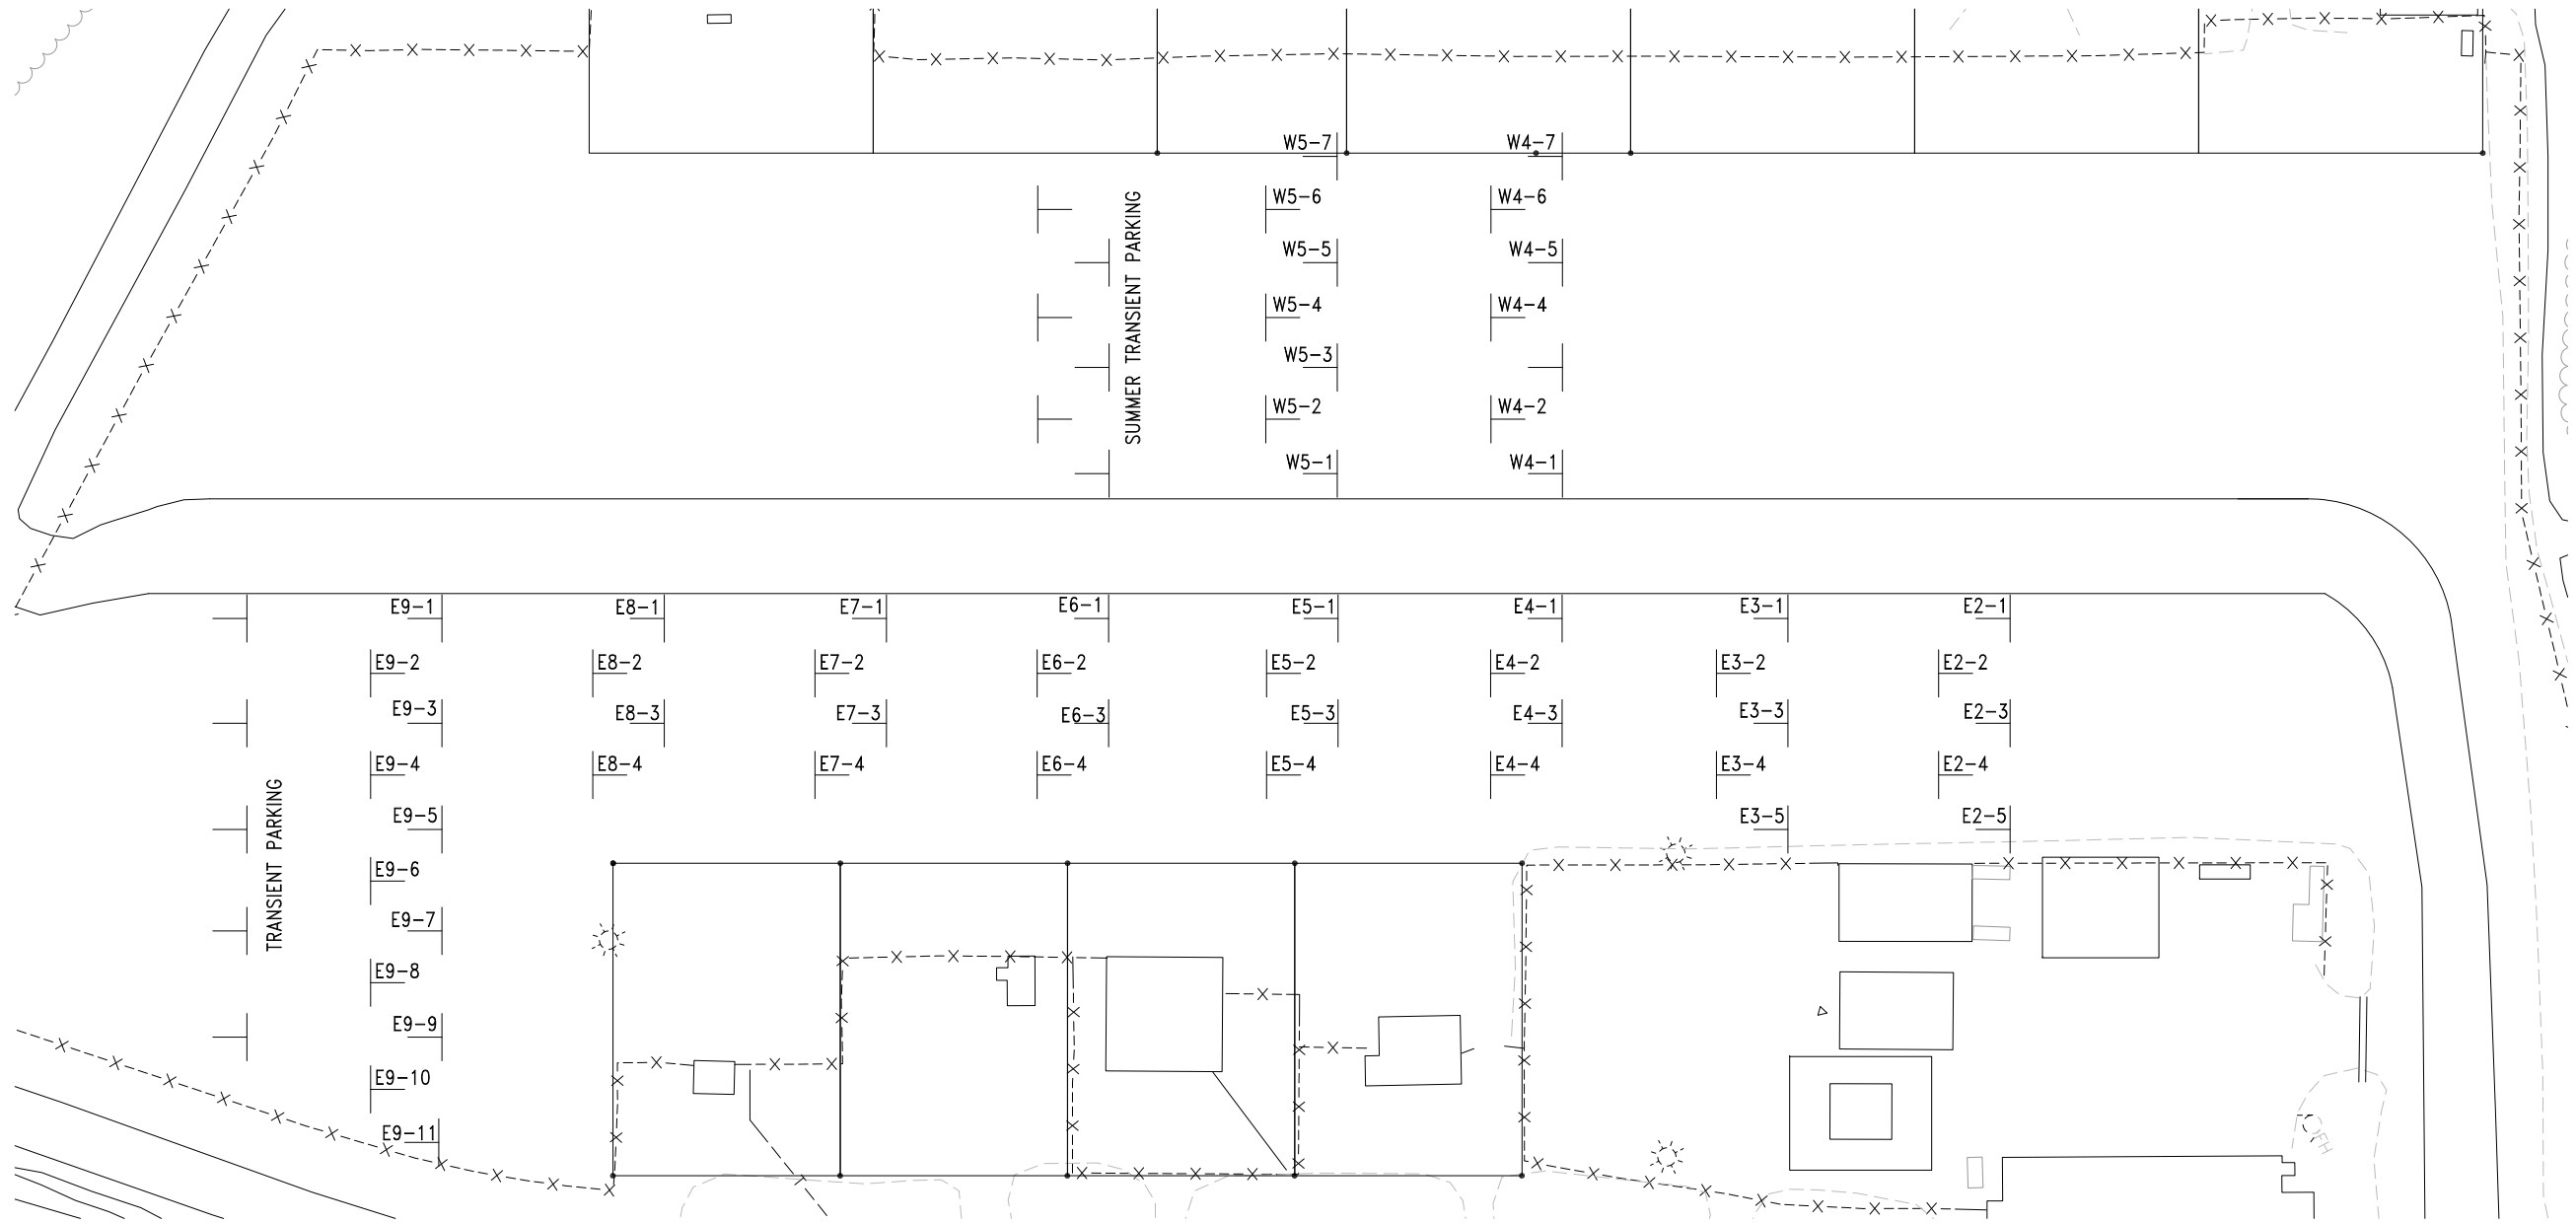 W5-7 W4-7
W5-6 W4-6
W5-5 W4-5
W5-4 W4-4
W5-3
W5-2 W4-2
W5-1 W4-1
SUMMER TRANSIENT PARKING
E9-1 E8-1 E7-1 E6-1 E5-1 E4-1 E3-1 E2-1
E9-2 E8-2 E7-2 E6-2 E5-2 E4-2 E3-2 E2-2
E9-3 E8-3 E7-3 E6-3 E5-3 E4-3 E3-3 E2-3
E9-4 E8-4 E7-4 E6-4 E5-4 E4-4 E3-4 E2-4
E9-5 E3-5 E2-5
E9-6
E9-7
E9-8
E9-9
E9-10
E9-11
TRANSIENT PARKING
FH